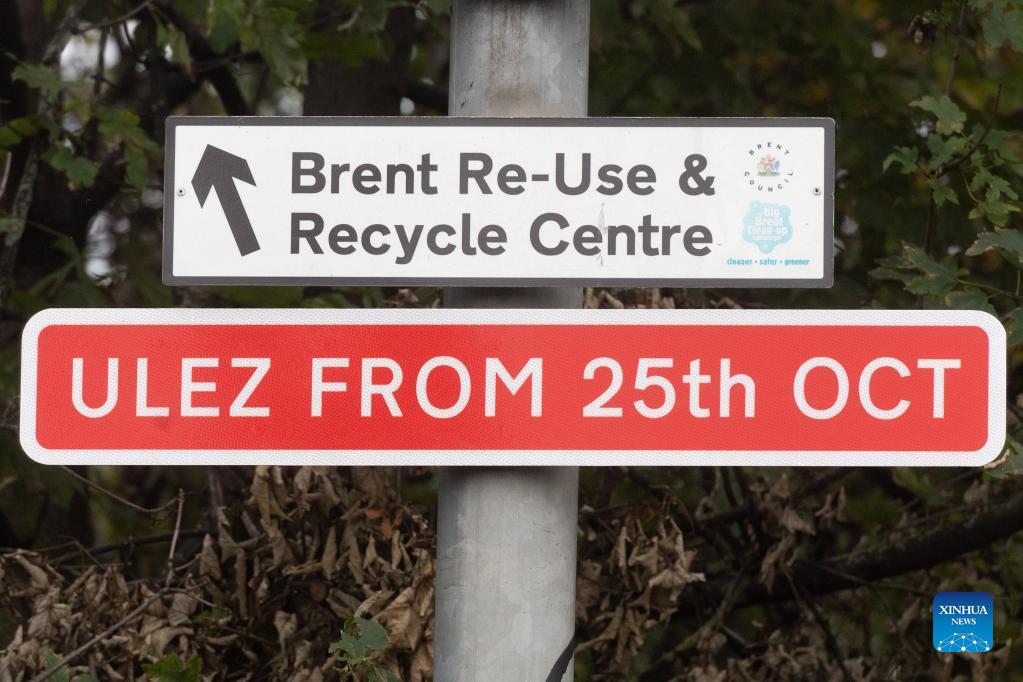 Brent Re-Use &
Recycle Centre
BRENT
COUNCIL
big
Brent
Clean-up
cleaner • safer • greener
ULEZ FROM 25th OCT
XINHUA
NEWS